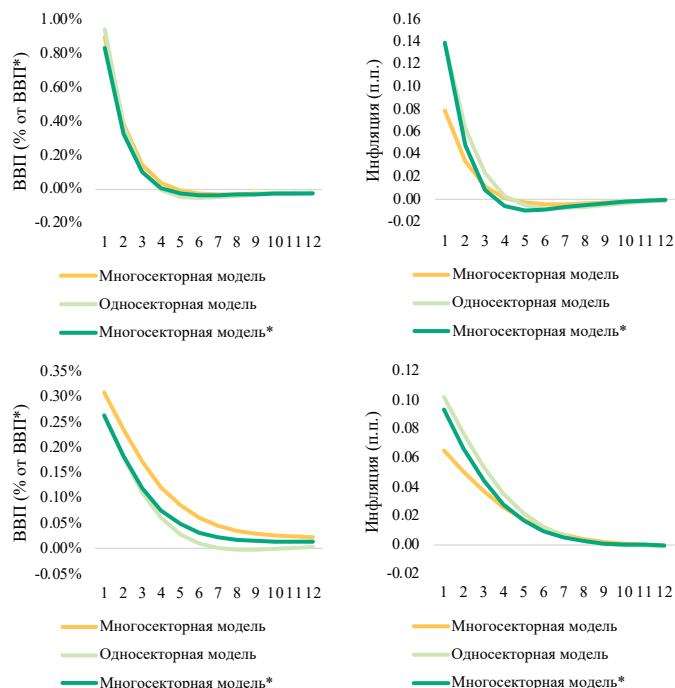 ВВП (% от ВВП*)
1.00%
0.80%
0.60%
0.40%
0.20%
0.00%
-0.20%
1 2 3 4 5 6 7 8 9 10 11 12
Многосекторная модель
Односекторная модель
Многосекторная модель*
Инфляция (п.п.)
0.16
0.14
0.12
0.10
0.08
0.06
0.04
0.02
0.00
-0.02
1 2 3 4 5 6 7 8 9 10 11 12
Многосекторная модель
Односекторная модель
Многосекторная модель*
ВВП (% от ВВП*)
0.35%
0.30%
0.25%
0.20%
0.15%
0.10%
0.05%
0.00%
-0.05%
1 2 3 4 5 6 7 8 9 10 11 12
Многосекторная модель
Односекторная модель
Многосекторная модель*
Инфляция (п.п.)
0.12
0.10
0.08
0.06
0.04
0.02
0.00
-0.02
1 2 3 4 5 6 7 8 9 10 11 12
Многосекторная модель
Односекторная модель
Многосекторная модель*